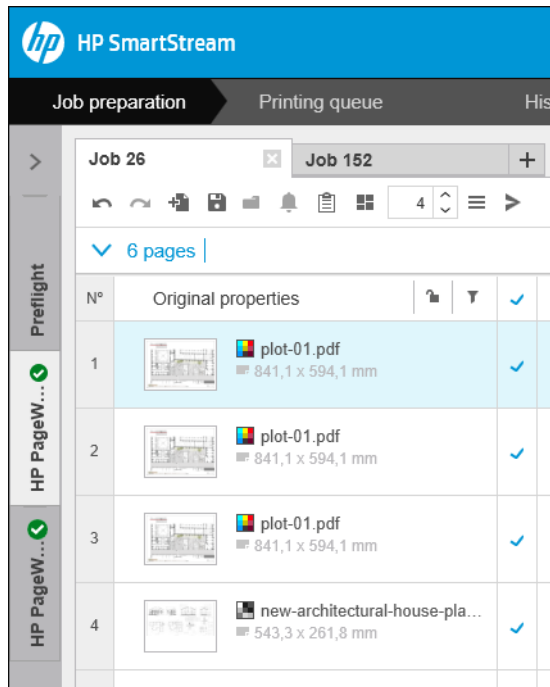 hp HP SmartStream
Job preparation Printing queue His
Job 26 Job 152 +
4
6 pages
Nº Original properties
1 plot-01.pdf
841,1 x 594,1 mm
2 plot-01.pdf
841,1 x 594,1 mm
3 plot-01.pdf
841,1 x 594,1 mm
4 new-architectural-house-pla...
543,3 x 261,8 mm
Preflight
HP PageW...
HP PageW...